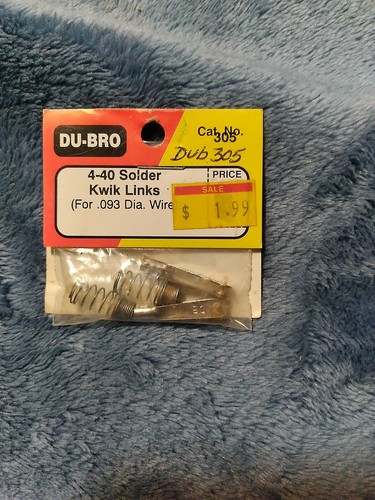 DU-BRO
Cat. No.
305
Dub 305
4-40 Solder
Kwik Links
(For .093 Dia. Wire
PRICE
SALE
$ 1.99